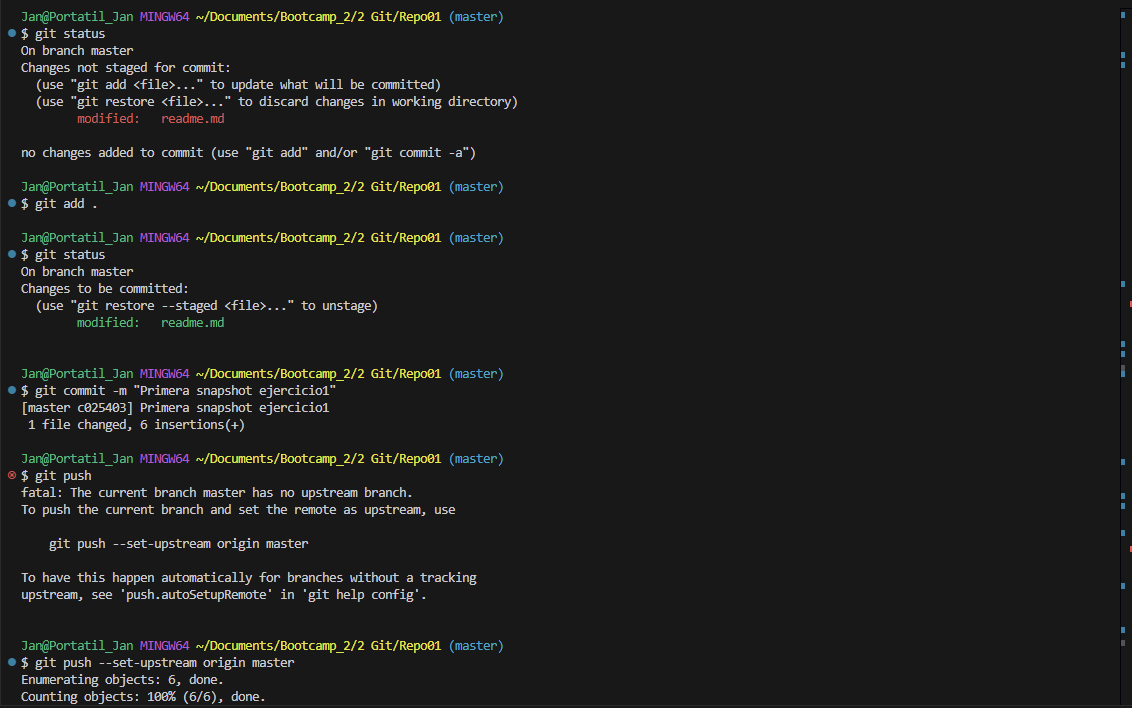 Jan@Portatil_Jan MINGW64 ~/Documents/Bootcamp_2/2 Git/Repo01 (master)
$ git status
On branch master
Changes not staged for commit:
  (use "git add <file>..." to update what will be committed)
  (use "git restore <file>..." to discard changes in working directory)
        modified:   readme.md

no changes added to commit (use "git add" and/or "git commit -a")

Jan@Portatil_Jan MINGW64 ~/Documents/Bootcamp_2/2 Git/Repo01 (master)
$ git add .

Jan@Portatil_Jan MINGW64 ~/Documents/Bootcamp_2/2 Git/Repo01 (master)
$ git status
On branch master
Changes to be committed:
  (use "git restore --staged <file>..." to unstage)
        modified:   readme.md

Jan@Portatil_Jan MINGW64 ~/Documents/Bootcamp_2/2 Git/Repo01 (master)
$ git commit -m "Primera snapshot ejercicio1"
[master c025403] Primera snapshot ejercicio1
 1 file changed, 6 insertions(+)

Jan@Portatil_Jan MINGW64 ~/Documents/Bootcamp_2/2 Git/Repo01 (master)
$ git push
fatal: The current branch master has no upstream branch.
To push the current branch and set the remote as upstream, use

    git push --set-upstream origin master

To have this happen automatically for branches without a tracking
upstream, see 'push.autoSetupRemote' in 'git help config'.

Jan@Portatil_Jan MINGW64 ~/Documents/Bootcamp_2/2 Git/Repo01 (master)
$ git push --set-upstream origin master
Enumerating objects: 6, done.
Counting objects: 100% (6/6), done.